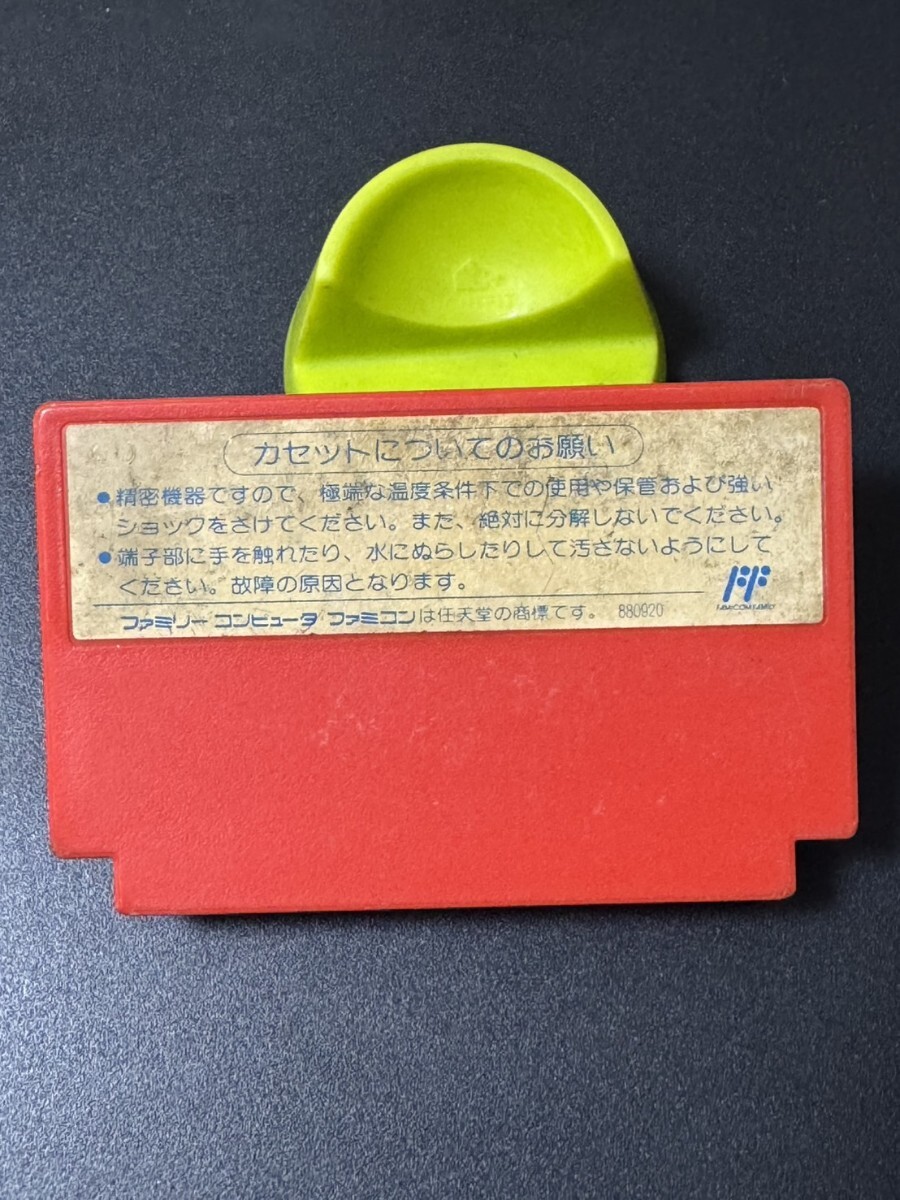 カセットについてのお願い
●精密機器ですので、極端な温度条件下での使用や保管および強い
ショックをさけてください。また、絶対に分解しないでください。
●端子部に手を触れたり、水にぬらしたりして汚さないようにして
ください。故障の原因となります。
FF
FAMICOM FAMILY
ファミリーコンピュータ/ファミコンは任天堂の商標です。 880920